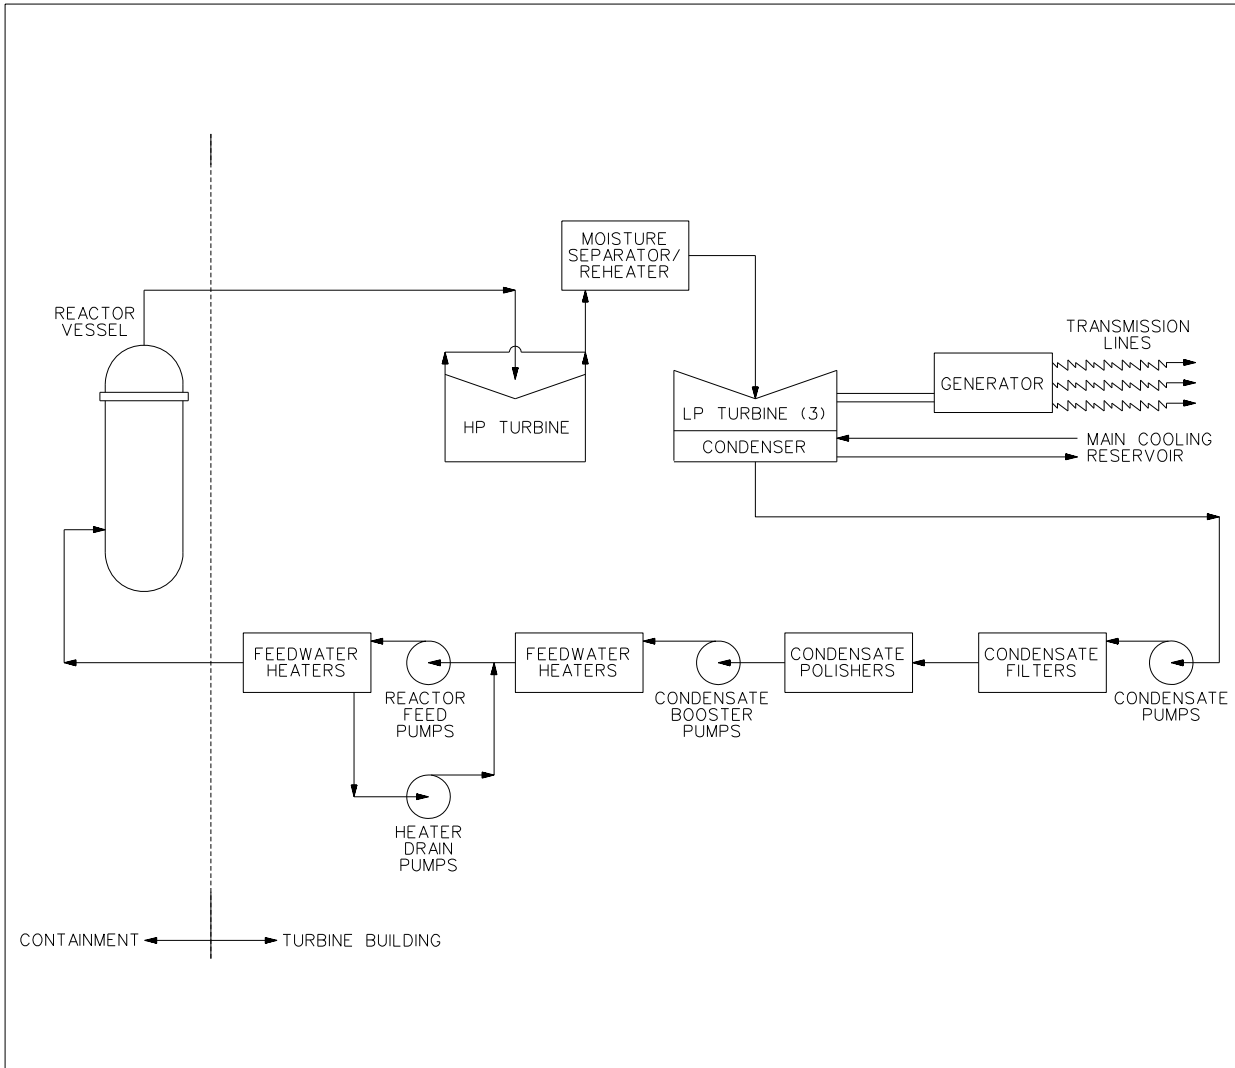 MOISTURE
SEPARATOR/
REHEATER
REACTOR
VESSEL
TRANSMISSION
LINES
GENERATOR
HP TURBINE
LP TURBINE (3)
CONDENSER
MAIN COOLING
RESERVOIR
FEEDWATER
HEATERS
REACTOR
FEED
PUMPS
FEEDWATER
HEATERS
CONDENSATE
BOOSTER
PUMPS
CONDENSATE
POLISHERS
CONDENSATE
FILTERS
CONDENSATE
PUMPS
HEATER
DRAIN
PUMPS
CONTAINMENT
TURBINE BUILDING